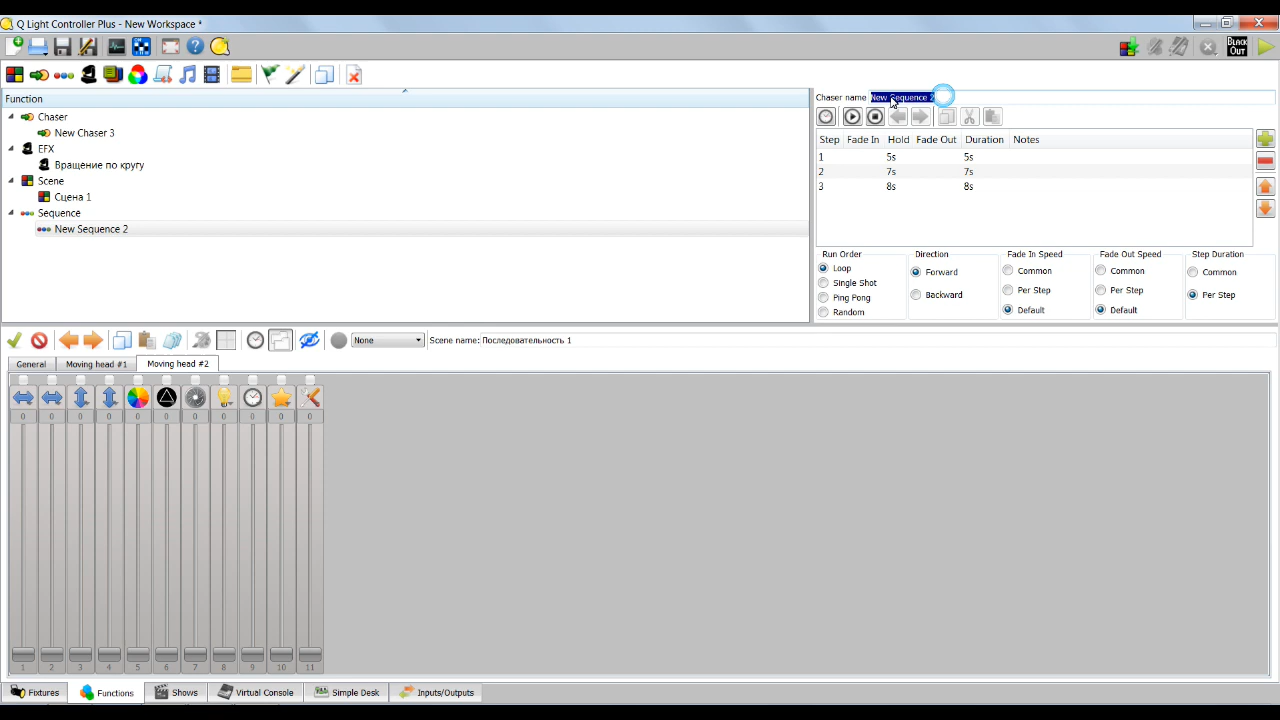 Q Light Controller Plus - New Workspace *
BLACK OUT
Function
Chaser
New Chaser 3
EFX
Вращение по кругу
Scene
Сцена 1
Sequence
New Sequence 2
Chaser name New Sequence 2
Step Fade In Hold Fade Out Duration Notes
1 5s 5s
2 7s 7s
3 8s 8s
Run Order Direction Fade In Speed Fade Out Speed Step Duration
Loop Forward Common Common Common
Single Shot
Ping Pong Backward Per Step Per Step Per Step
Random Default Default
None Scene name: Последовательность 1
General Moving head #1 Moving head #2
0 0 0 0 0 0 0 0 0 0 0
1 2 3 4 5 6 7 8 9 10 11
Fixtures Functions Shows Virtual Console Simple Desk Inputs/Outputs